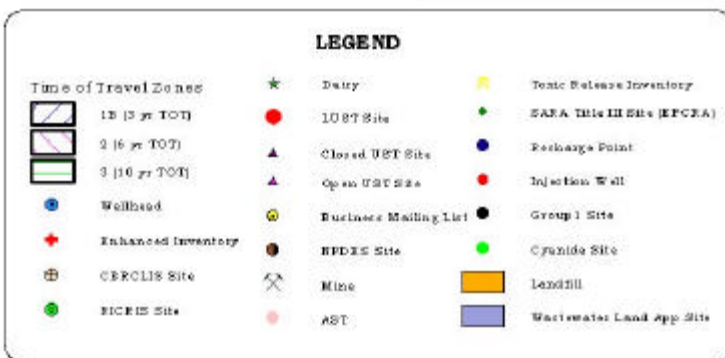 LEGEND
Time of Travel Zones
1B (3 yr TOT)
2 (6 yr TOT)
3 (10 yr TOT)
Wellhead
Enhanced Inventory
CERCLIS Site
RICRIS Site
Dairy
LUST Site
Closed UST Site
Open UST Site
Business Mailing List
NPDES Site
Mine
AST
Toxic Release Inventory
SARA Title III Site (EPCRA)
Recharge Point
Injection Well
Group 1 Site
Cyanide Site
Landfill
Wastewater Land App Site